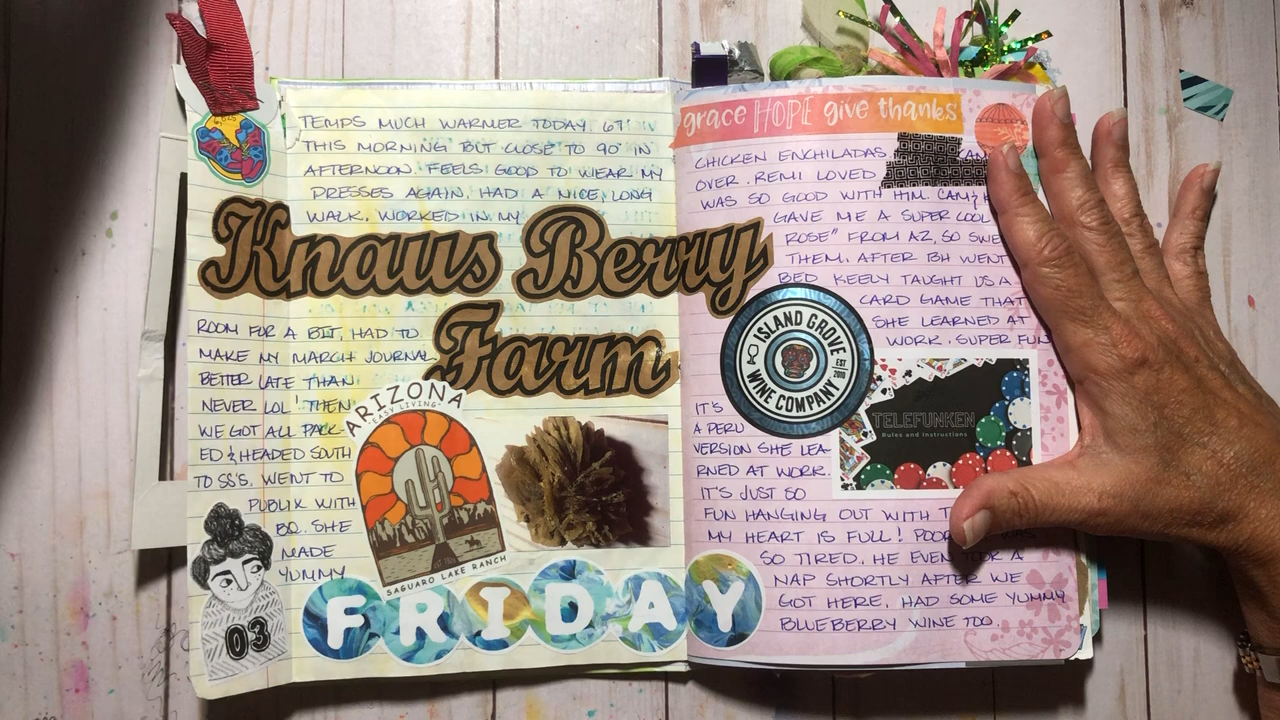 TEMPS MUCH WARMER TODAY. 67° IN
THIS MORNING BUT CLOSE TO 90° IN
AFTERNOON. FEELS GOOD TO WEAR MY
PRESSES AGAIN. HAD A NICE, LONG
WALK. WORKED IN MY
Knaus Berry
Farm
ROOM FOR A BIT, HAD TO
MAKE MY MARCH JOURNAL
BETTER LATE THAN
NEVER LOL! THEN
WE GOT ALL PACK-
ED & HEADED SOUTH
TO SS'S. WENT TO
PUBLIX WITH
BQ. SHE
MADE
YUMMY
ARIZONA
"EASY LIVING"
SAGUARO LAKE RANCH
03
FRIDAY
grace HOPE give thanks
CHICKEN ENCHILADAS
OVER. REMI LOVED
WAS SO GOOD WITH HIM. CAM &
GAVE ME A SUPER COOL
ROSE" FROM AZ, SO SWE
THEM. AFTER BH WENT
BED KEELY TAUGHT US A
CARD GAME THAT
SHE LEARNED AT
WORK. SUPER FUN
ISLAND GROVE
EST
2010
WINE COMPANY
TELEFUNKEN
Rules and Instructions
IT'S
A PERU
VERSION SHE LEA-
RNED AT WORK.
IT'S JUST SO
FUN HANGING OUT WITH
MY HEART IS FULL! POOR WAS
SO TIRED. HE EVEN TOOK A
NAP SHORTLY AFTER WE
GOT HERE. HAD SOME YUMMY
BLUEBERRY WINE TOO.